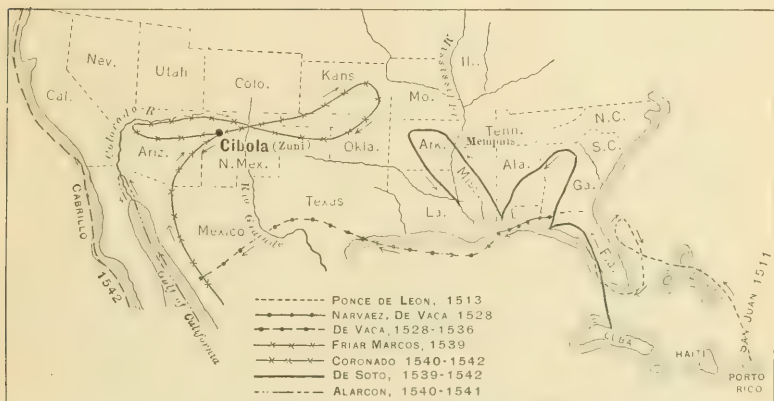 Nev.
Utah
Colo.
Kans
Mo.
Ill.
Mississippi R
Cal.
Colorado R
Ariz.
Cibola (Zuni)
N.Mex.
Okla.
Ark.
Tenn.
Memphis
N.C.
S.C.
Miss.
Ala.
Ga.
Texas
La.
Rio Grande
Mexico
Fla.
CABRILLO
1542
Gulf of California
CUBA
HAITI
SAN JUAN 1511
PORTO
RICO
PONCE DE LEON, 1513
NARVAEZ, DE VACA 1528
DE VACA, 1528-1536
FRIAR MARCOS, 1539
CORONADO 1540-1542
DE SOTO, 1539-1542
ALARCON, 1540-1541